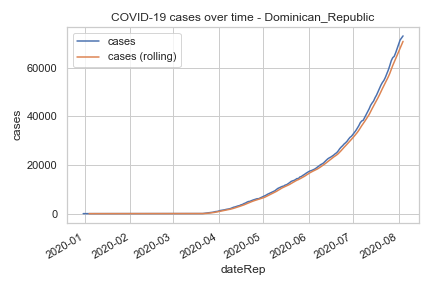 COVID-19 cases over time - Dominican_Republic
cases
cases (rolling)
60000
40000
20000
0
cases
2020-01
2020-02
2020-03
2020-04
2020-05
2020-06
2020-07
2020-08
dateRep